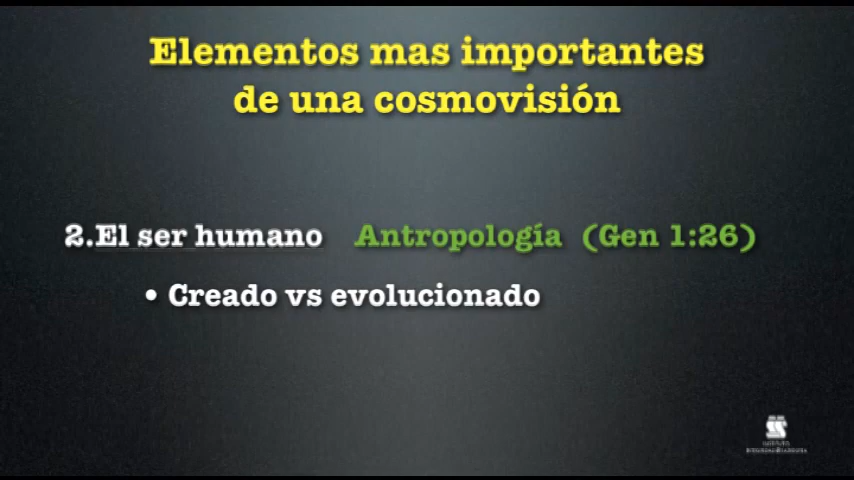 Elementos mas importantes
de una cosmovisión
2.El ser humano Antropología (Gen 1:26)
• Creado vs evolucionado